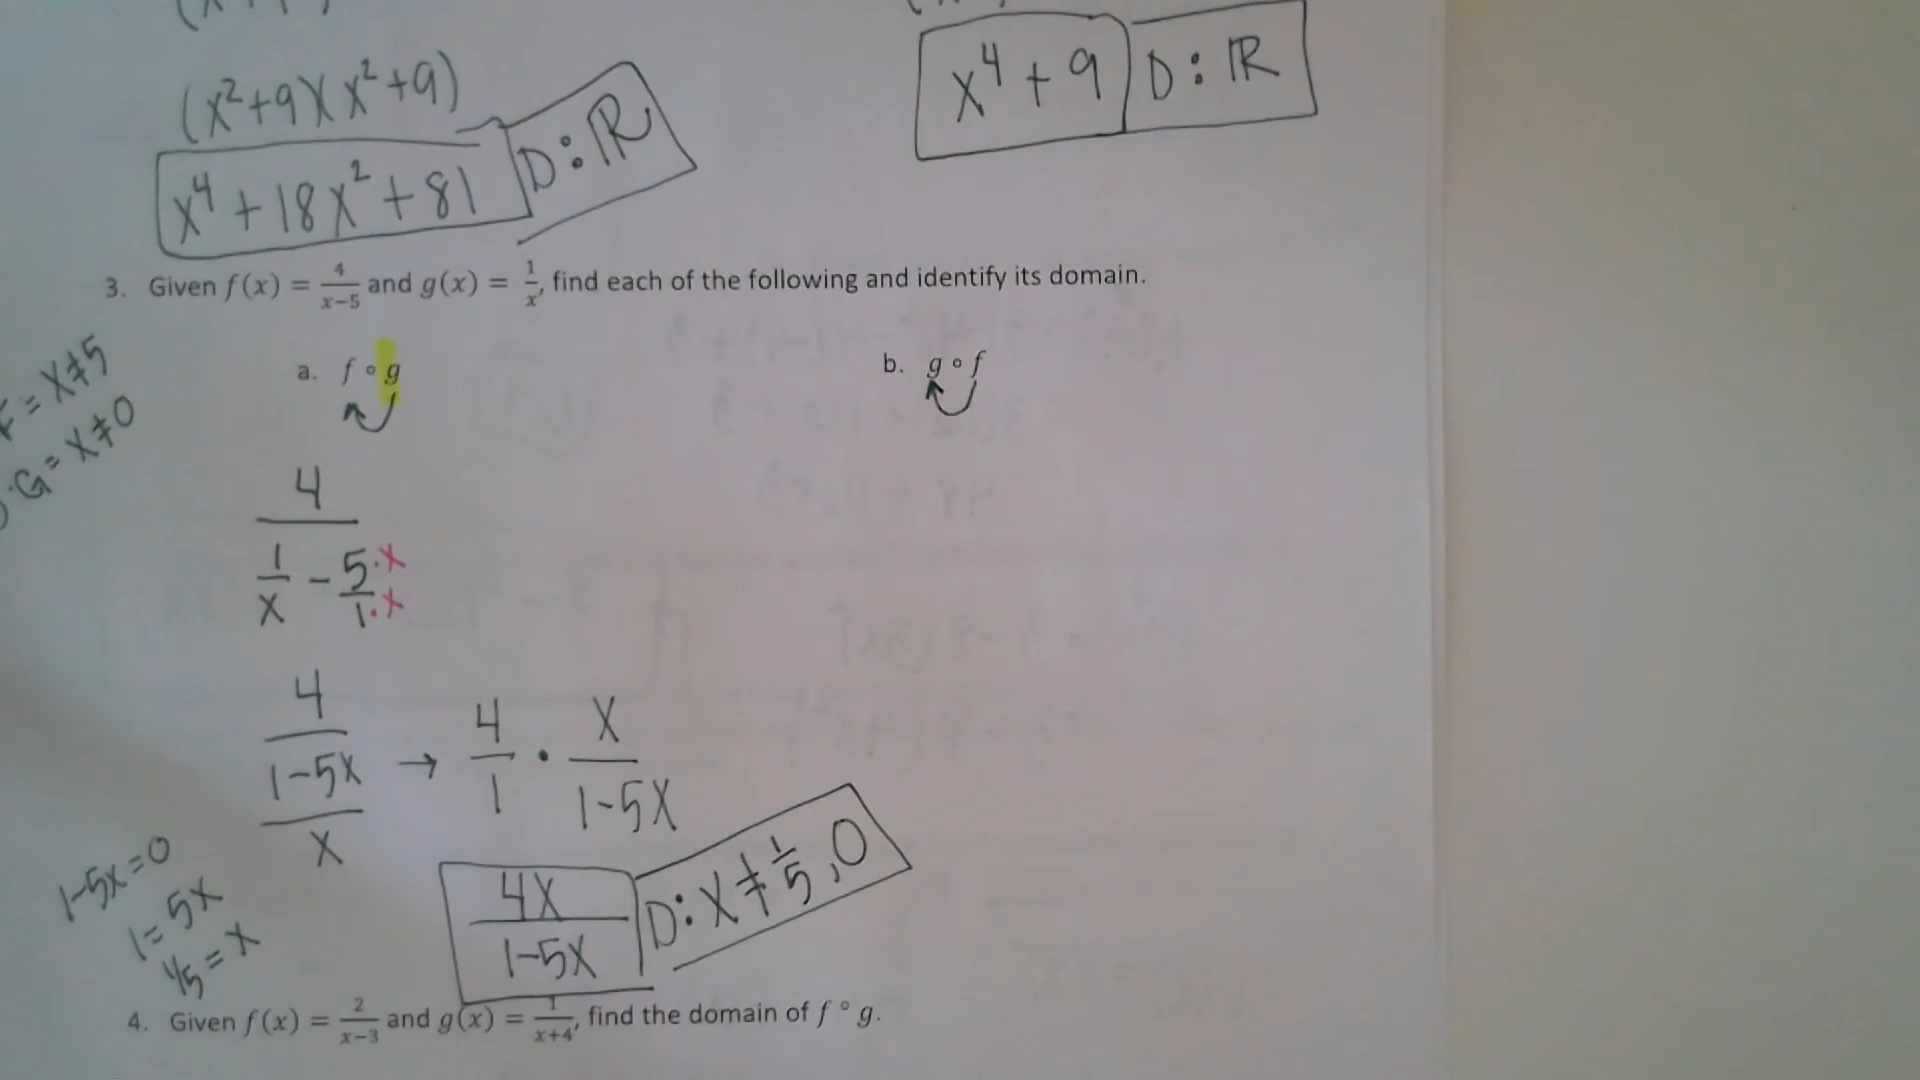 (x²+9)(x²+9)
x⁴+18x²+81 D: ℝ
x⁴+9 D: ℝ
3. Given f(x) = 4/(x−5) and g(x) = 1/x, find each of the following and identify its domain.
F = x≠5
G = x≠0
a. f ∘ g
b. g ∘ f
4
1/x − 5·x/1·x
4/((1−5x)/x) → 4/1 · x/(1−5x)
1−5x=0
1=5x
1/5=x
4x/(1−5x) D: x≠1/5, 0
4. Given f(x) = 2/(x−3) and g(x) = 1/(x+4), find the domain of f ∘ g.